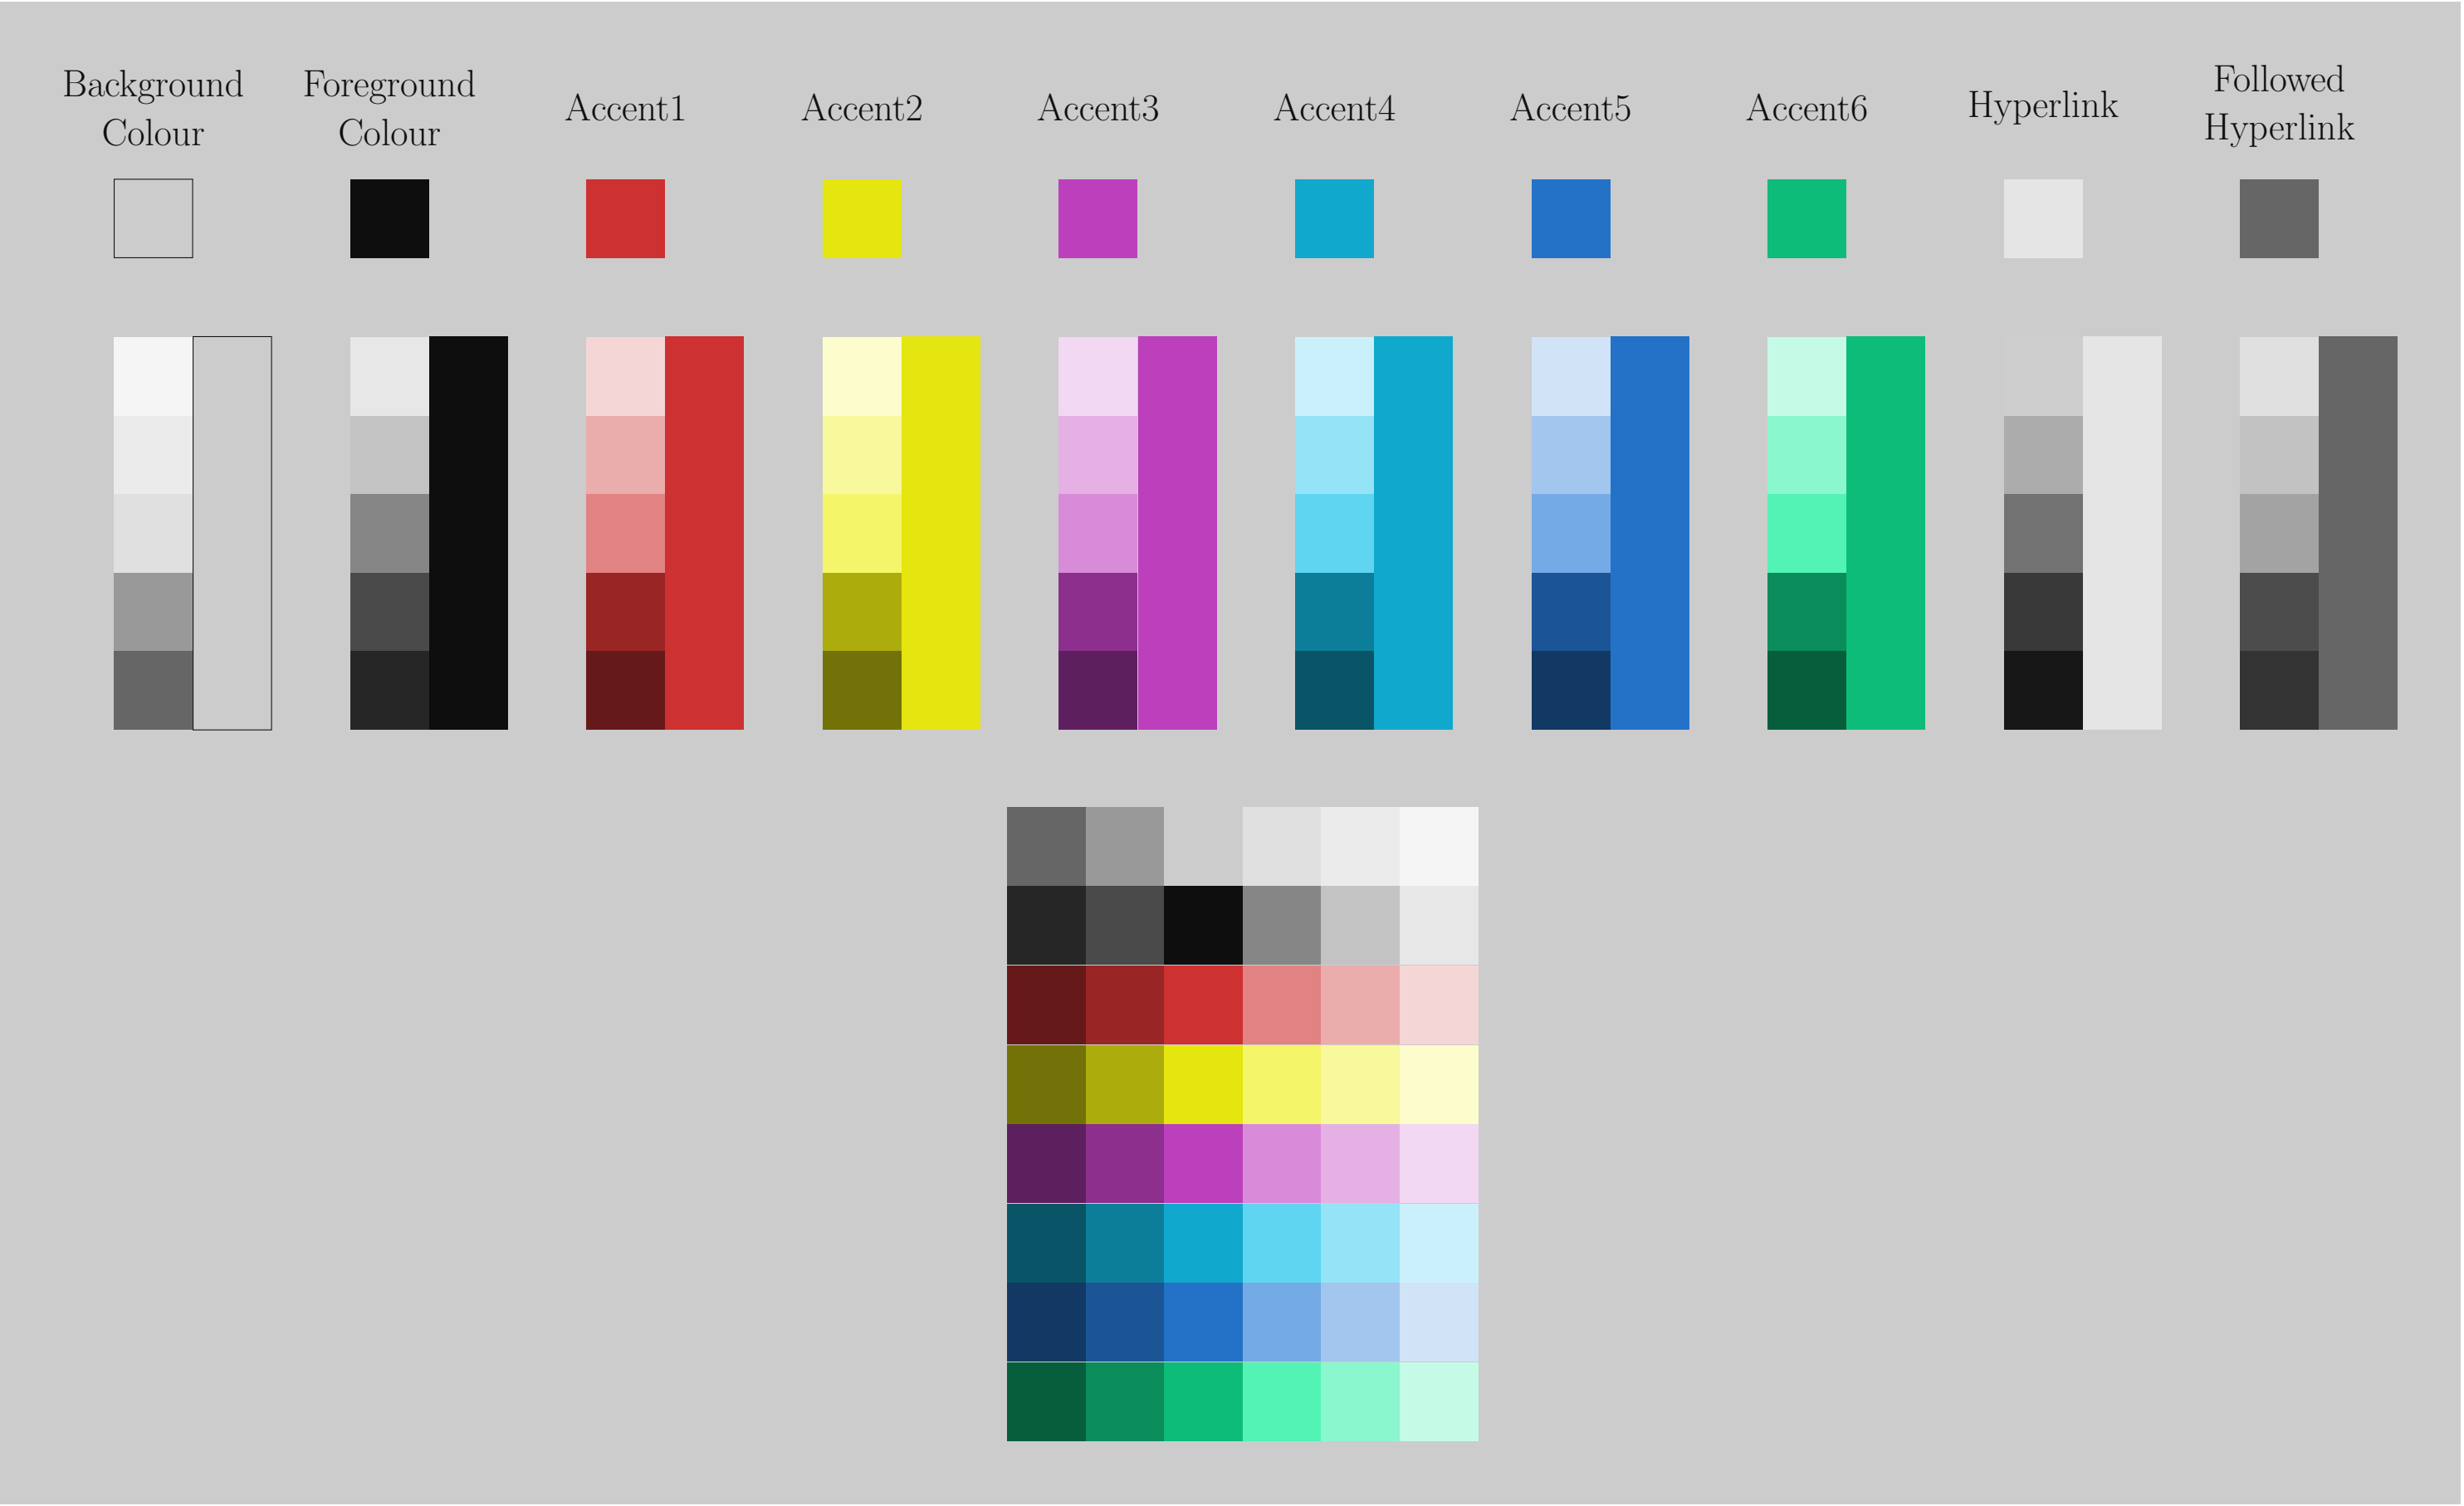 Background
Colour
Foreground
Colour
Accent1
Accent2
Accent3
Accent4
Accent5
Accent6
Hyperlink
Followed
Hyperlink